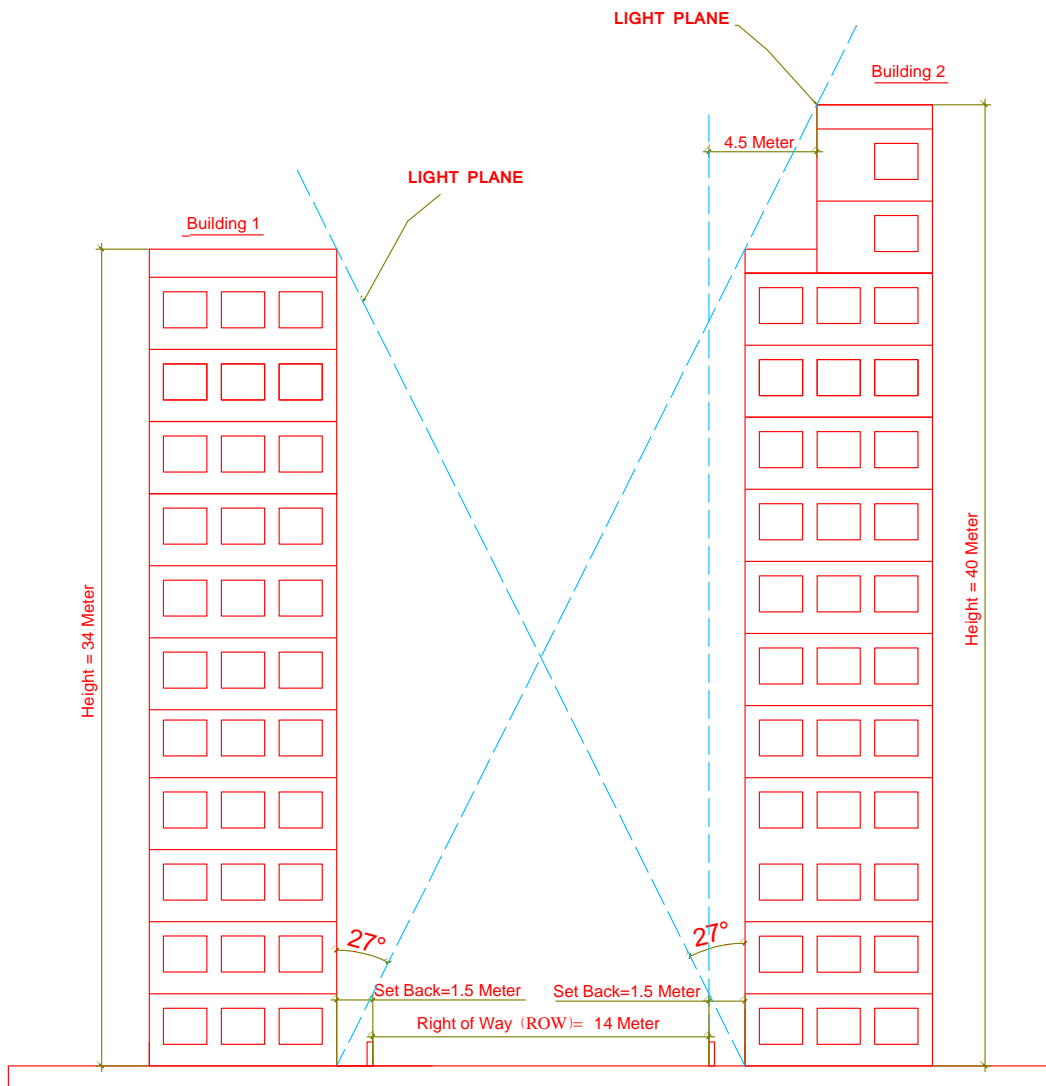 LIGHT PLANE
Building 2
4.5 Meter
LIGHT PLANE
Building 1
Height = 34 Meter
Height = 40 Meter
27°
27°
Set Back=1.5 Meter
Set Back=1.5 Meter
Right of Way (ROW)= 14 Meter